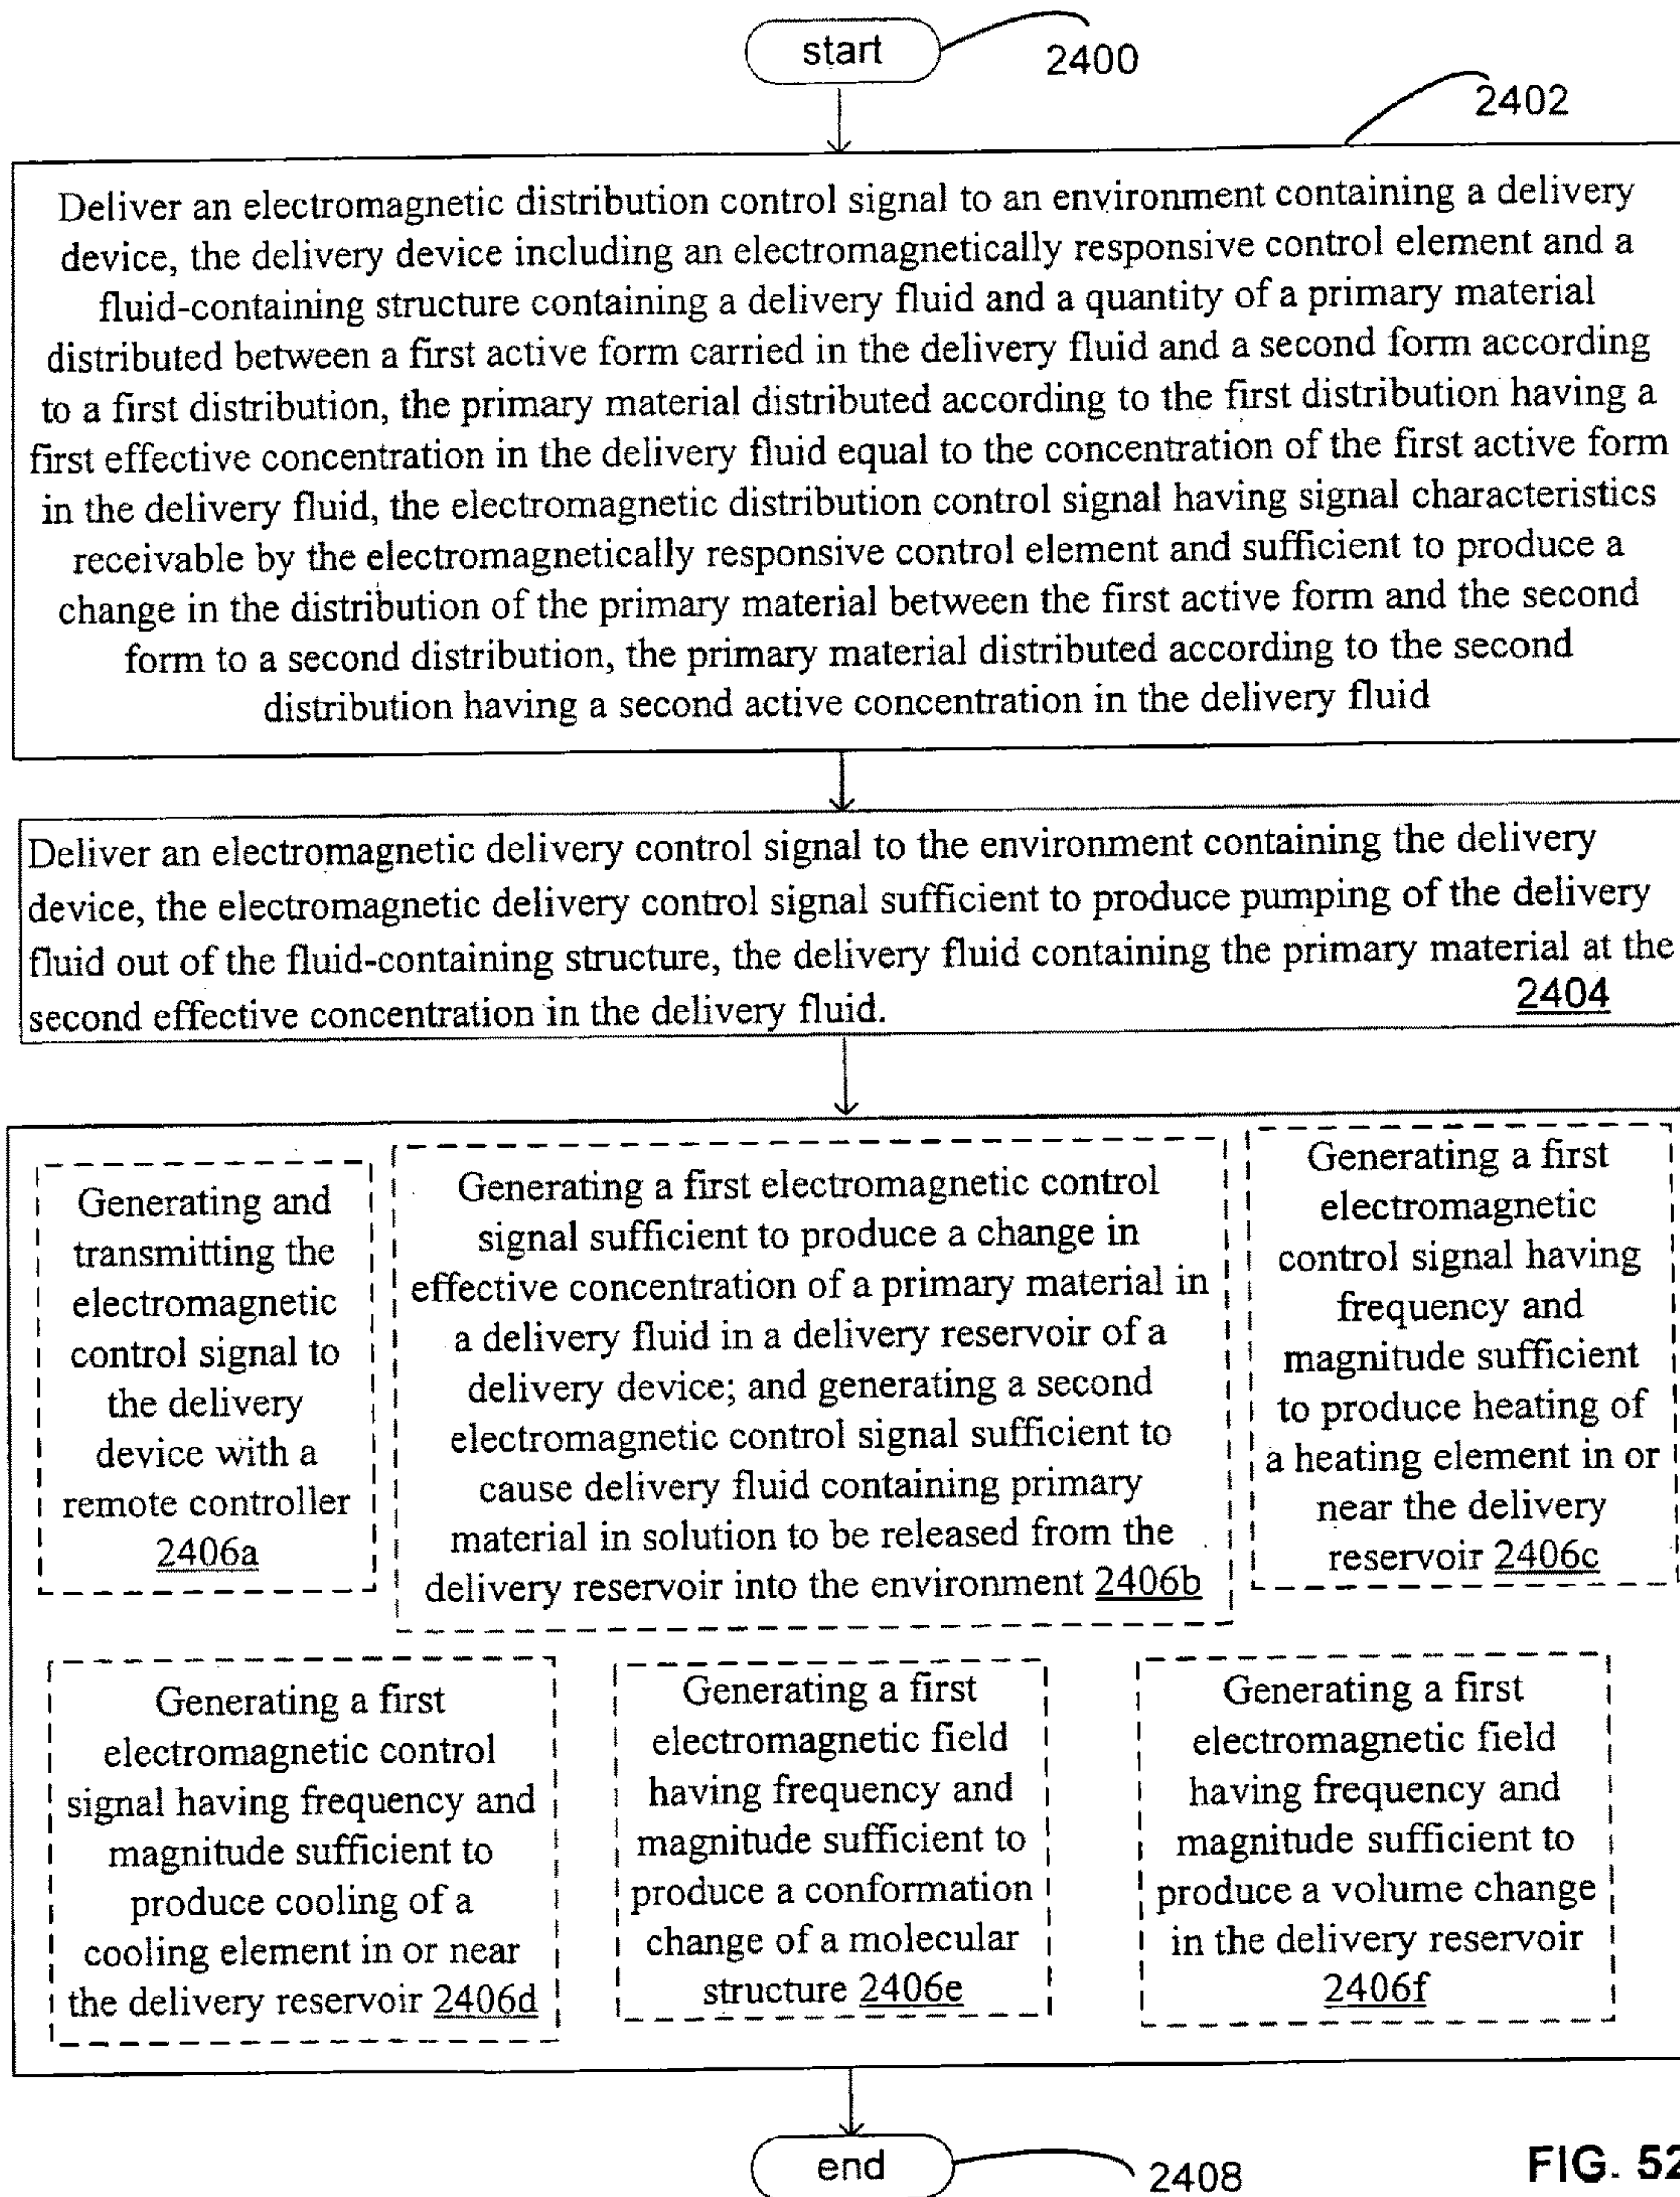 start
2400
2402
Deliver an electromagnetic distribution control signal to an environment containing a delivery
device, the delivery device including an electromagnetically responsive control element and a
fluid-containing structure containing a delivery fluid and a quantity of a primary material
distributed between a first active form carried in the delivery fluid and a second form according
to a first distribution, the primary material distributed according to the first distribution having a
first effective concentration in the delivery fluid equal to the concentration of the first active form
in the delivery fluid, the electromagnetic distribution control signal having signal characteristics
receivable by the electromagnetically responsive control element and sufficient to produce a
change in the distribution of the primary material between the first active form and the second
form to a second distribution, the primary material distributed according to the second
distribution having a second active concentration in the delivery fluid
Deliver an electromagnetic delivery control signal to the environment containing the delivery
device, the electromagnetic delivery control signal sufficient to produce pumping of the delivery
fluid out of the fluid-containing structure, the delivery fluid containing the primary material at the
second effective concentration in the delivery fluid.
2404
Generating and
transmitting the
electromagnetic
control signal to
the delivery
device with a
remote controller
2406a
Generating a first electromagnetic control
signal sufficient to produce a change in
effective concentration of a primary material in
a delivery fluid in a delivery reservoir of a
delivery device; and generating a second
electromagnetic control signal sufficient to
cause delivery fluid containing primary
material in solution to be released from the
delivery reservoir into the environment 2406b
Generating a first
electromagnetic
control signal having
frequency and
magnitude sufficient
to produce heating of
a heating element in or
near the delivery
reservoir 2406c
Generating a first
electromagnetic control
signal having frequency and
magnitude sufficient to
produce cooling of a
cooling element in or near
the delivery reservoir 2406d
Generating a first
electromagnetic field
having frequency and
magnitude sufficient to
produce a conformation
change of a molecular
structure 2406e
Generating a first
electromagnetic field
having frequency and
magnitude sufficient to
produce a volume change
in the delivery reservoir
2406f
end
2408
FIG. 52